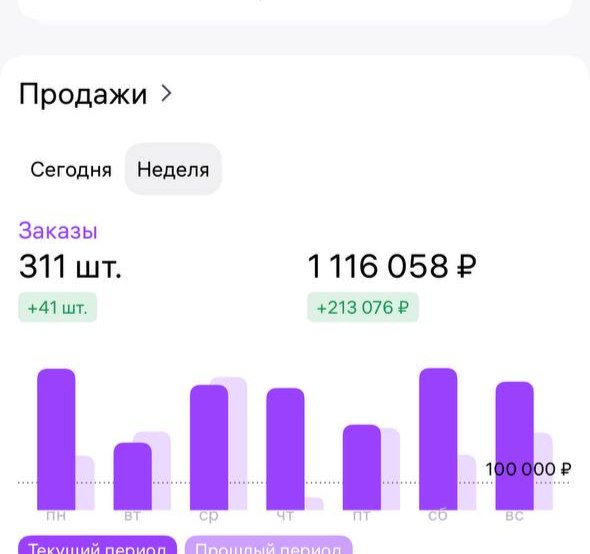 Продажи
Сегодня Неделя
Заказы
311 шт. 1 116 058 ₽
+41 шт. +213 076 ₽
100 000 ₽
пн вт ср чт пт сб вс
Текущий период Прошлый период